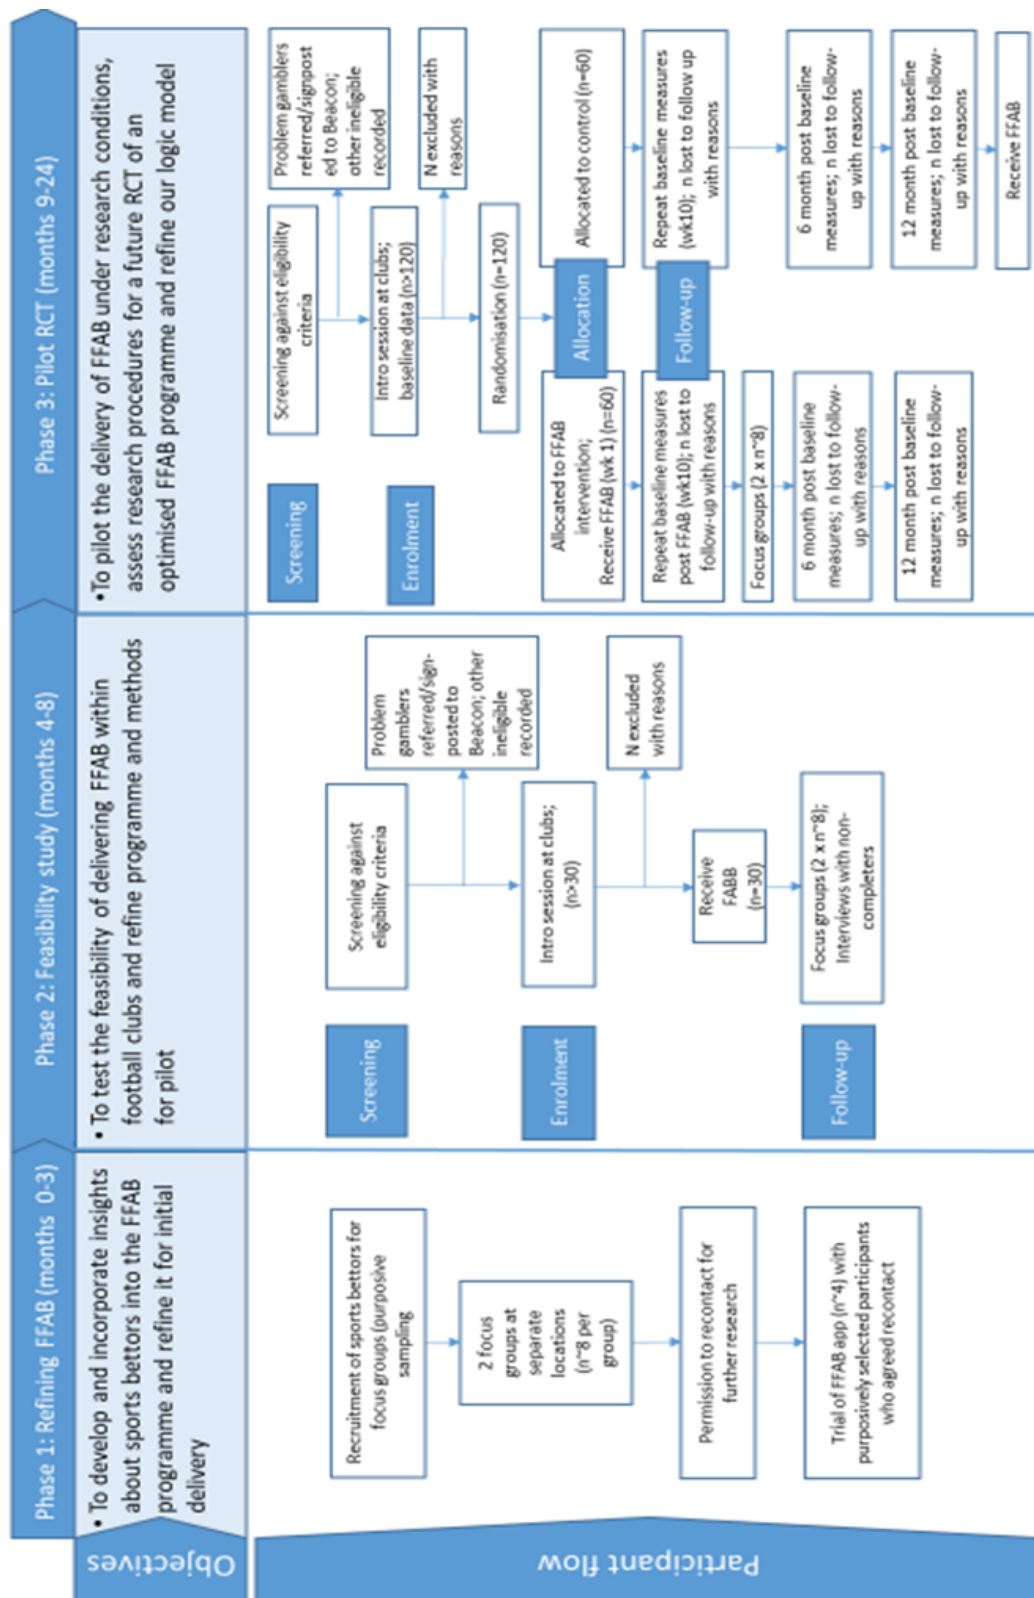 Phase 1: Refining FFAB (months 0-3)
Phase 2: Feasibility study (months 4-8)
Phase 3: Pilot RCT (months 9-24)
Objectives
• To develop and incorporate insights
about sports bettors into the FFAB
programme and refine it for initial
delivery
• To test the feasibility of delivering FFAB within
football clubs and refine programme and methods
for pilot
•To pilot the delivery of FFAB under research conditions,
assess research procedures for a future RCT of an
optimised FFAB programme and refine our logic model
Participant flow
Recruitment of sports bettors for
focus groups (purposive
sampling
2 focus
groups at
separate
locations
(n~8 per
group)
Permission to recontact for
further research
Trial of FFAB app (n~4) with
purposively selected participants
who agreed recontact
Screening
Screening against
eligibility criteria
Problem
gamblers
referred/sign-
posted to
Beacon; other
ineligible
recorded
Enrolment
Intro session at clubs;
(n>30)
N excluded
with reasons
Receive
FABB
(n=30)
Follow-up
Focus groups (2 x n~8);
Interviews with non-
completers
Screening
Screening against eligibility
criteria
Problem gamblers
referred/signpost
ed to Beacon;
other ineligible
recorded
Enrolment
Intro session at clubs;
baseline data (n>120)
N excluded with
reasons
Randomisation (n=120)
Allocation
Allocated to FFAB
intervention;
Receive FFAB (wk 1) (n=60)
Allocated to control (n=60)
Follow-up
Repeat baseline measures
post FFAB (wk10); n lost to
follow-up with reasons
Repeat baseline measures
(wk10); n lost to follow up
with reasons
Focus groups (2 x n~8)
6 month post baseline
measures; n lost to follow-
up with reasons
6 month post baseline
measures; n lost to follow-
up with reasons
12 month post baseline
measures; n lost to follow-
up with reasons
12 month post baseline
measures; n lost to follow-
up with reasons
Receive FFAB